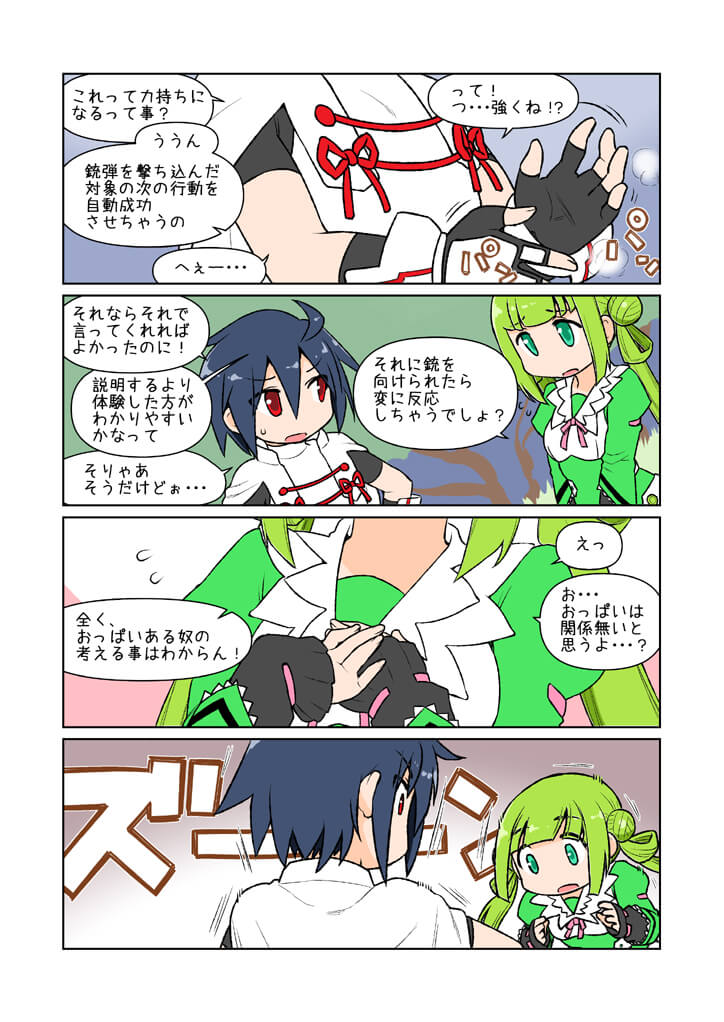 これって力持ちに
なるって事？
ううん
銃弾を撃ち込んだ
対象の次の行動を
自動成功
させちゃうの
へぇー･･･
って！
つ･･･強くね!?
パン
パン
それならそれで
言ってくれれば
よかったのに！
説明するより
体験した方が
わかりやすい
かなって
そりゃあ
そうだけどぉ･･･
それに銃を
向けられたら
変に反応
しちゃうでしょ？
全く、
おっぱいある奴の
考える事はわからん！
えっ
お･･･
おっぱいは
関係無いと
思うよ･･･？
ズーン